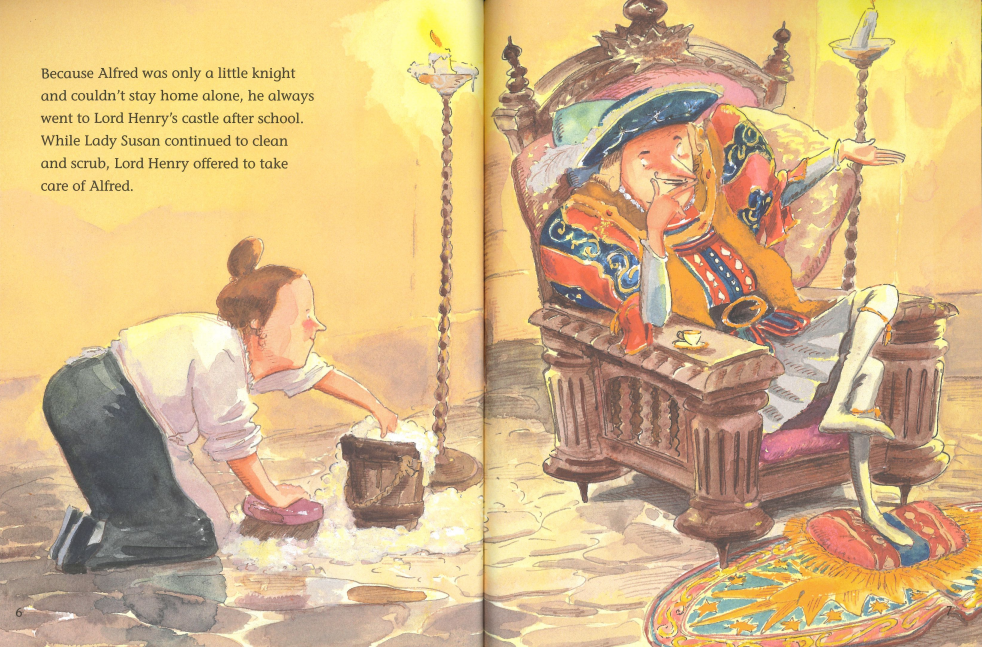 Because Alfred was only a little knight
and couldn't stay home alone, he always
went to Lord Henry's castle after school.
While Lady Susan continued to clean
and scrub, Lord Henry offered to take
care of Alfred.
6
7